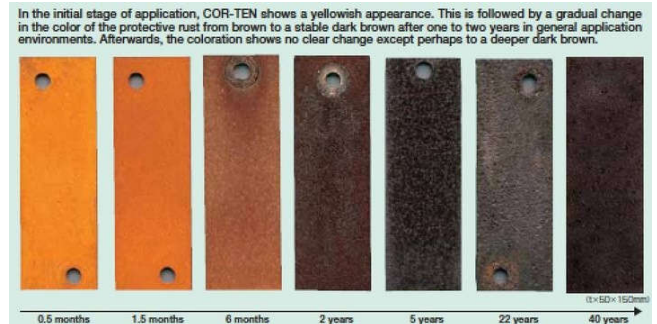 In the initial stage of application, COR-TEN shows a yellowish appearance. This is followed by a gradual change
in the color of the protective rust from brown to a stable dark brown after one to two years in general application
environments. Afterwards, the coloration shows no clear change except perhaps to a deeper dark brown.
(t×50×150mm)
0.5 months 1.5 months 6 months 2 years 5 years 22 years 40 years